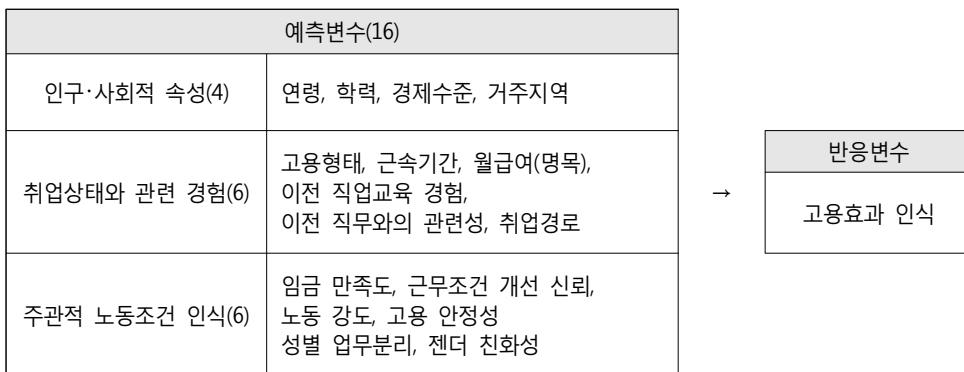 예측변수(16)
인구·사회적 속성(4)
연령, 학력, 경제수준, 거주지역
취업상태와 관련 경험(6)
고용형태, 근속기간, 월급여(명목),
이전 직업교육 경험,
이전 직무와의 관련성, 취업경로
주관적 노동조건 인식(6)
임금 만족도, 근무조건 개선 신뢰,
노동 강도, 고용 안정성
성별 업무분리, 젠더 친화성
→
반응변수
고용효과 인식